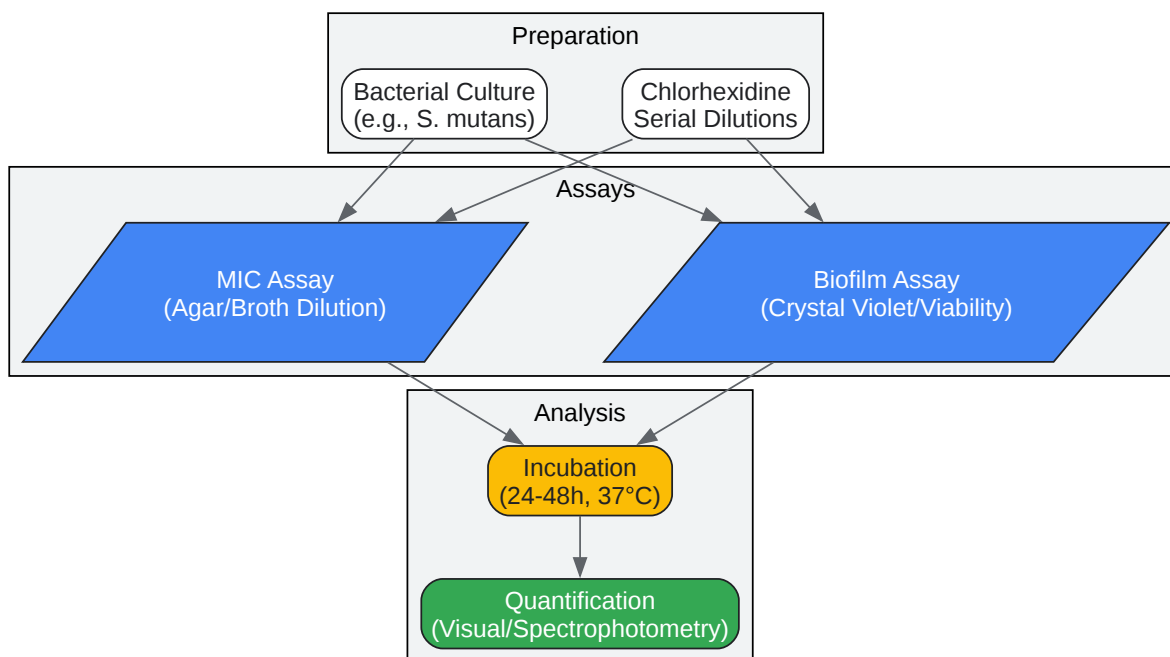 Preparation
Bacterial Culture
(e.g., S. mutans)
Chlorhexidine
Serial Dilutions
Assays
MIC Assay
(Agar/Broth Dilution)
Biofilm Assay
(Crystal Violet/Viability)
Analysis
Incubation
(24-48h, 37°C)
Quantification
(Visual/Spectrophotometry)